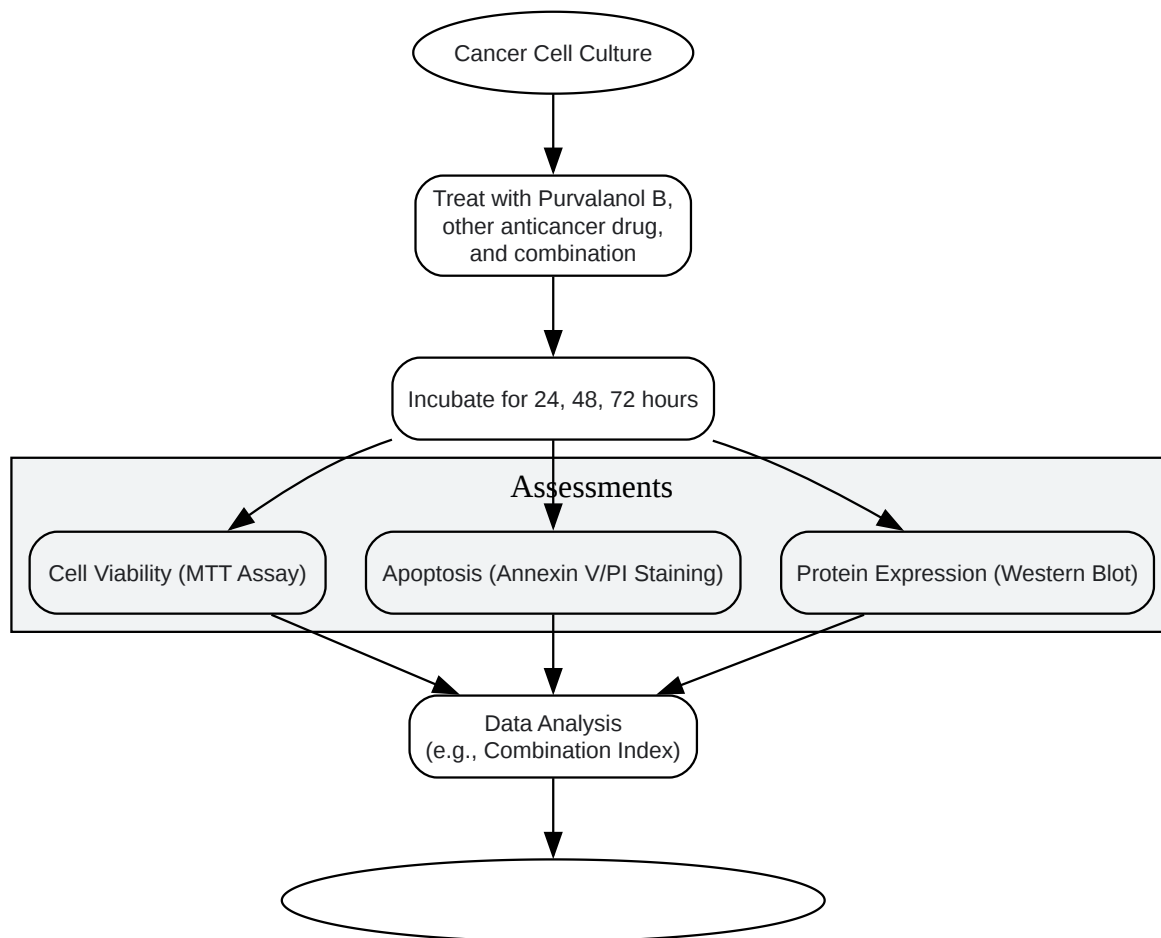 Cancer Cell Culture
Treat with Purvalanol B,
other anticancer drug,
and combination
Incubate for 24, 48, 72 hours
Assessments
Cell Viability (MTT Assay)
Apoptosis (Annexin V/PI Staining)
Protein Expression (Western Blot)
Data Analysis
(e.g., Combination Index)